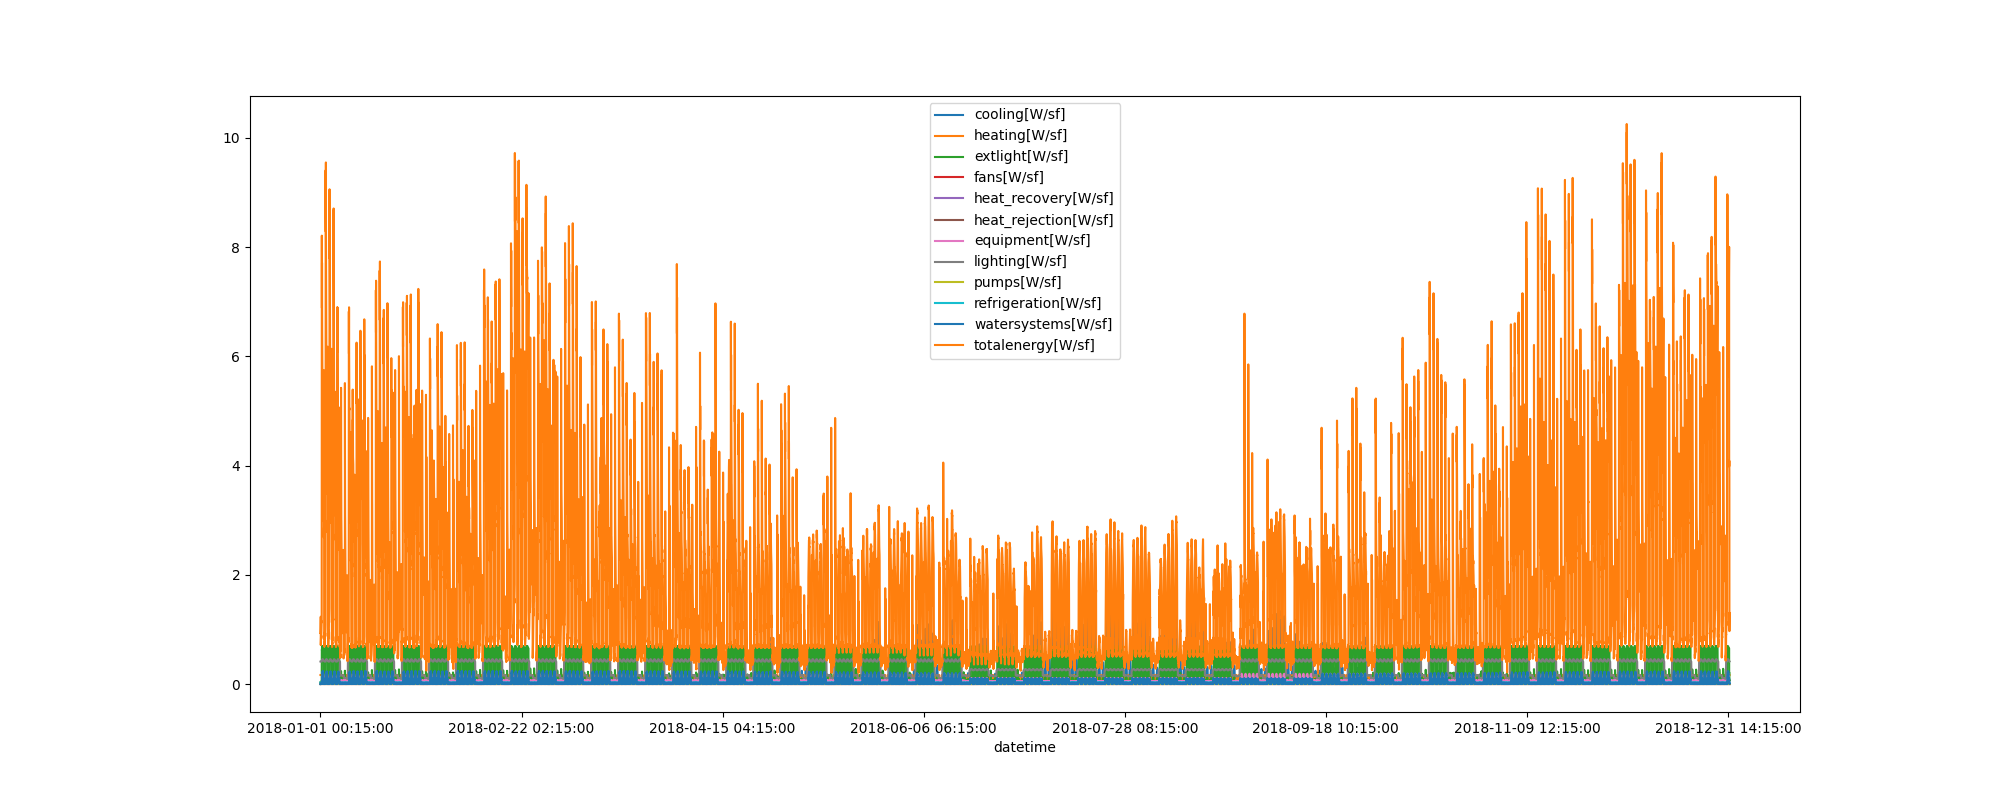 cooling[W/sf]
heating[W/sf]
extlight[W/sf]
fans[W/sf]
heat_recovery[W/sf]
heat_rejection[W/sf]
equipment[W/sf]
lighting[W/sf]
pumps[W/sf]
refrigeration[W/sf]
watersystems[W/sf]
totalenergy[W/sf]
10
8
6
4
2
0
2018-01-01 00:15:00 2018-02-22 02:15:00 2018-04-15 04:15:00 2018-06-06 06:15:00 2018-07-28 08:15:00 2018-09-18 10:15:00 2018-11-09 12:15:00 2018-12-31 14:15:00
datetime